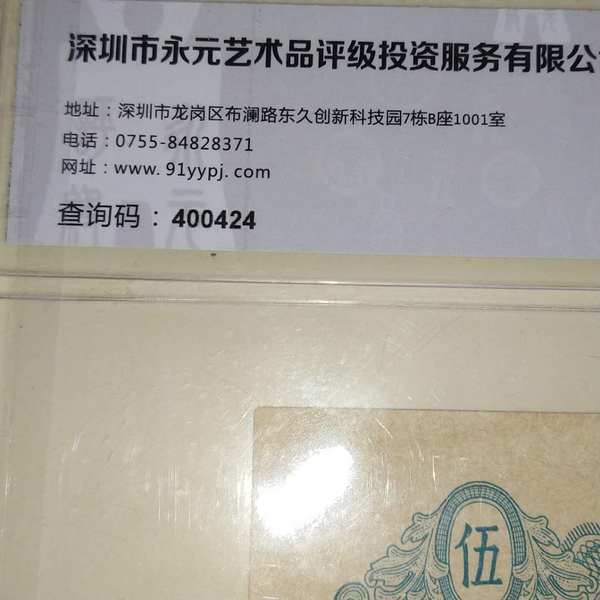 深圳市永元艺术品评级投资服务有限公
地址：深圳市龙岗区布澜路东久创新科技园7栋B座1001室
电话：0755-84828371
网址：www.91yypj.com
查询码：400424
伍